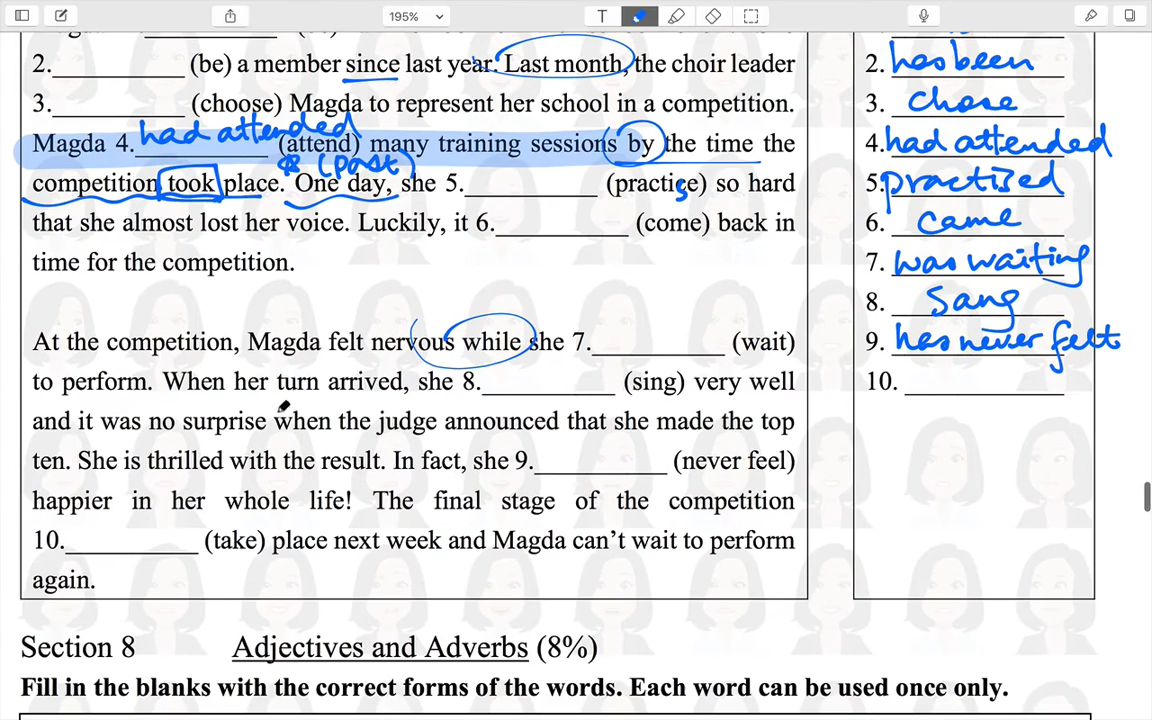 195%
T
2.__________ (be) a member since last year. Last month, the choir leader
3.__________ (choose) Magda to represent her school in a competition.
had attended
Magda 4.__________ (attend) many training sessions by the time the
(past)
competition took place. One day, she 5.__________ (practise) so hard
that she almost lost her voice. Luckily, it 6.__________ (come) back in
time for the competition.
At the competition, Magda felt nervous while she 7.__________ (wait)
to perform. When her turn arrived, she 8.__________ (sing) very well
and it was no surprise when the judge announced that she made the top
ten. She is thrilled with the result. In fact, she 9.__________ (never feel)
happier in her whole life! The final stage of the competition
10.__________ (take) place next week and Magda can't wait to perform
again.
2. has been
3. chose
4. had attended
5. practised
6. came
7. was waiting
8. sang
9. has never felt
10. __________
Section 8 Adjectives and Adverbs (8%)
Fill in the blanks with the correct forms of the words. Each word can be used once only.